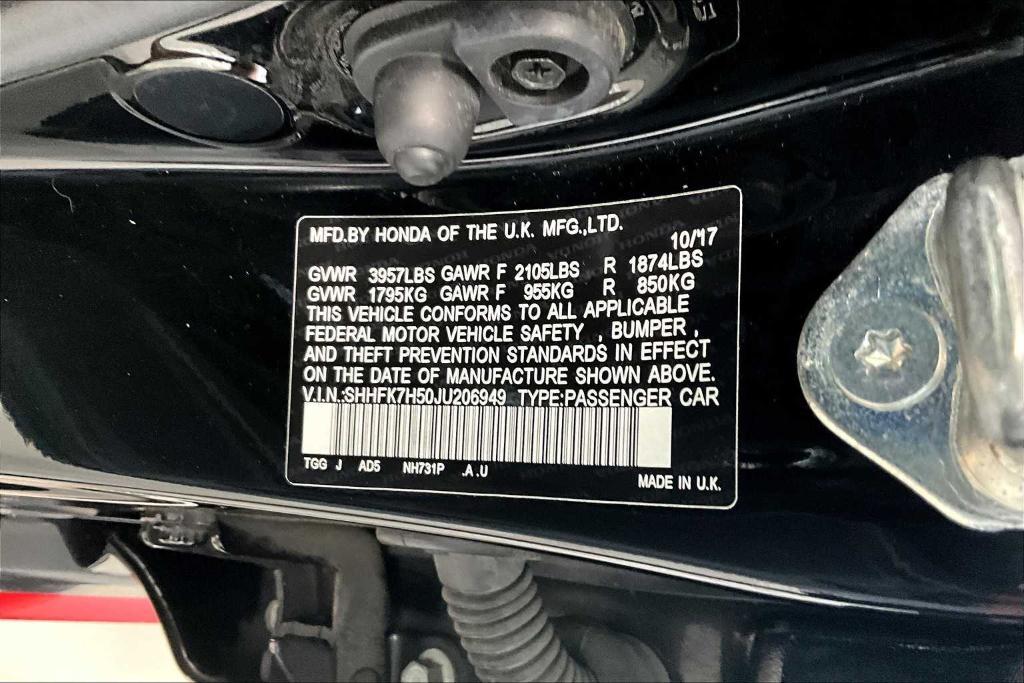 MFD.BY HONDA OF THE U.K. MFG.,LTD.
10/17
GVWR 3957LBS GAWR F 2105LBS R 1874LBS
GVWR 1795KG GAWR F 955KG R 850KG
THIS VEHICLE CONFORMS TO ALL APPLICABLE
FEDERAL MOTOR VEHICLE SAFETY , BUMPER ,
AND THEFT PREVENTION STANDARDS IN EFFECT
ON THE DATE OF MANUFACTURE SHOWN ABOVE.
V.I.N.:SHHFK7H50JU206949 TYPE:PASSENGER CAR
TGG J AD5 NH731P .A .U
MADE IN U.K.